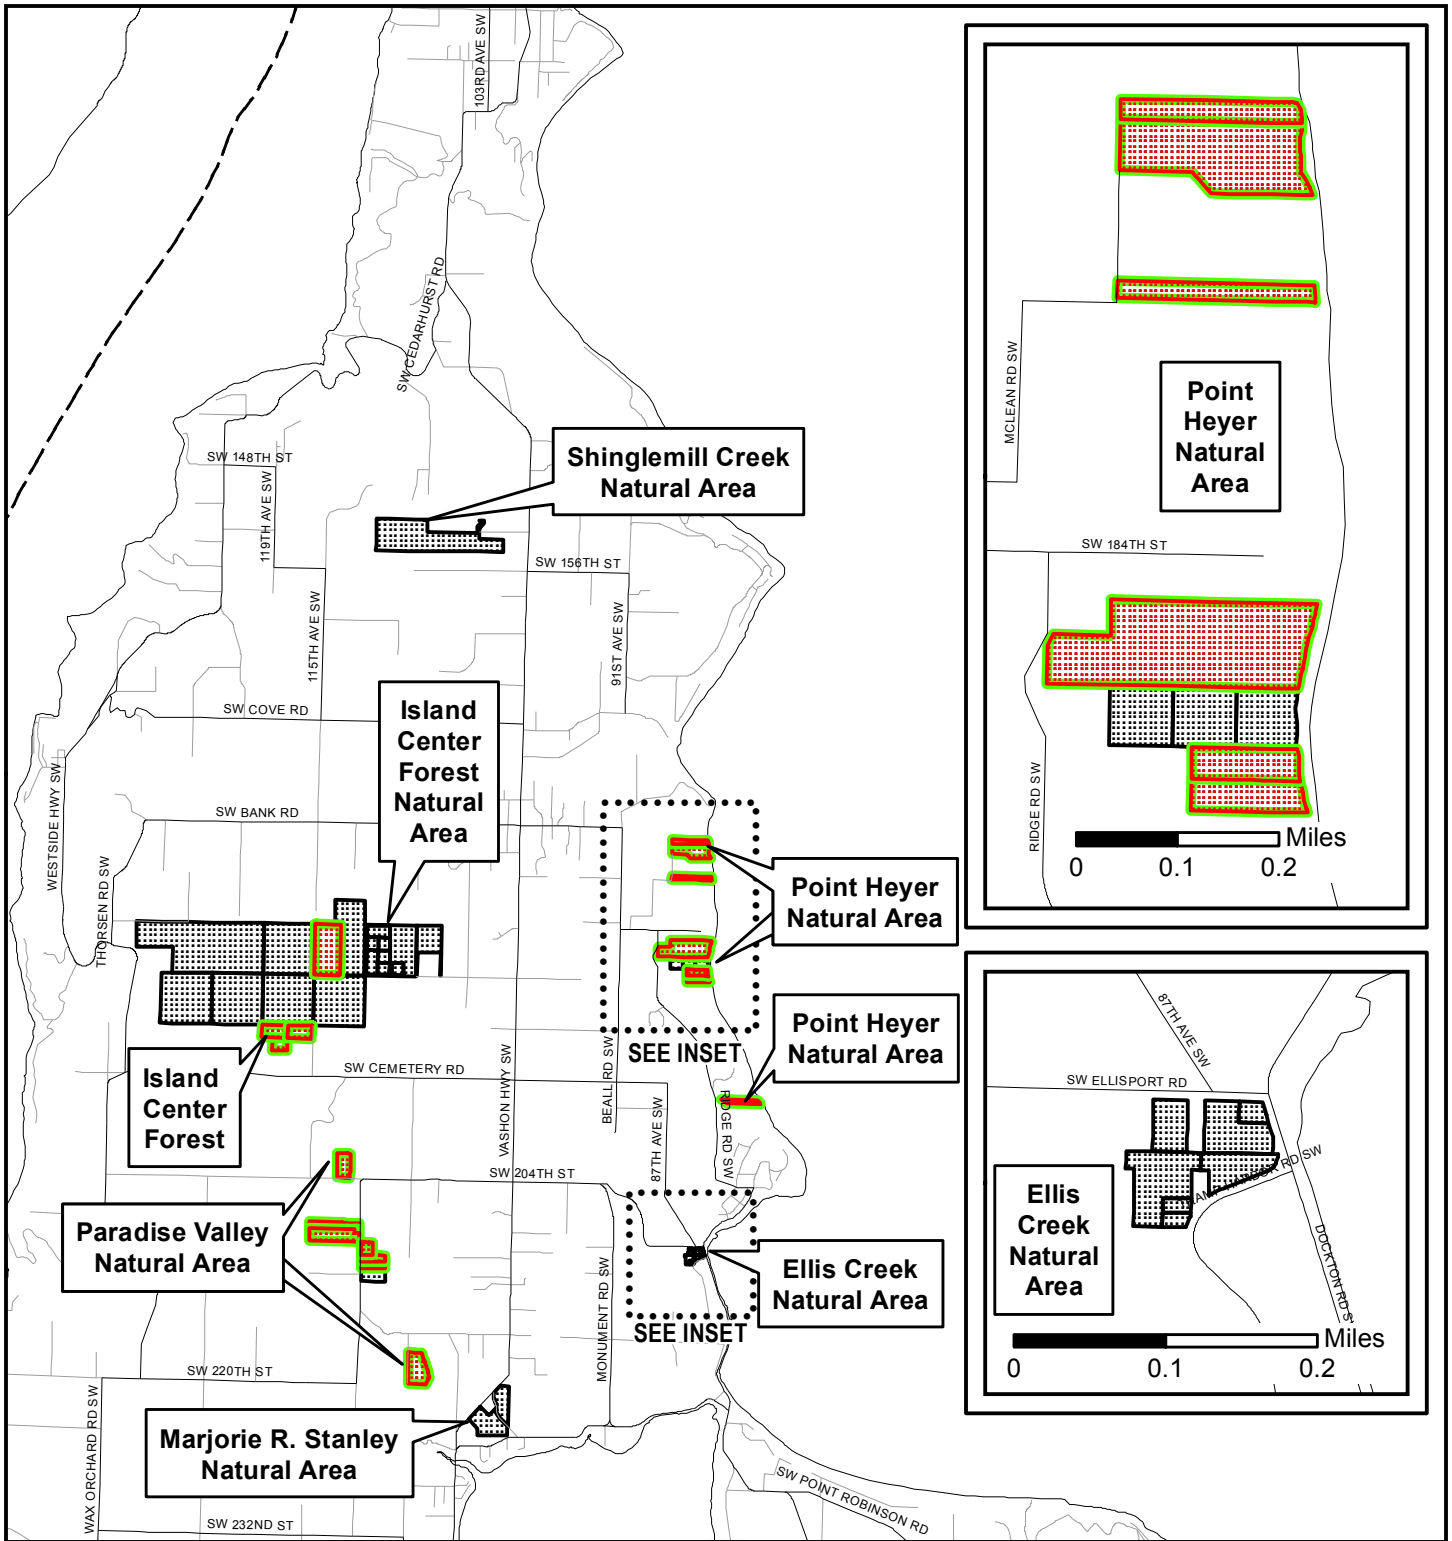 103RD AVE SW
SW CEDARHURST RD
Shinglemill Creek
Natural Area
SW 148TH ST
119TH AVE SW
SW 156TH ST
115TH AVE SW
91ST AVE SW
Island
Center
Forest
Natural
Area
SW COVE RD
WESTSIDE HWY SW
SW BANK RD
THORSEN RD SW
Point Heyer
Natural Area
SEE INSET
Point Heyer
Natural Area
Island
Center
Forest
SW CEMETERY RD
VASHON HWY SW
BEALL RD SW
87TH AVE SW
RIDGE RD SW
SW 204TH ST
Paradise Valley
Natural Area
MONUMENT RD SW
Ellis Creek
Natural Area
SEE INSET
SW 220TH ST
WAX ORCHARD RD SW
Marjorie R. Stanley
Natural Area
SW POINT ROBINSON RD
SW 232ND ST
MCLEAN RD SW
Point
Heyer
Natural
Area
SW 184TH ST
RIDGE RD SW
Miles
0 0.1 0.2
87TH AVE SW
SW ELLISPORT RD
Ellis
Creek
Natural
Area
RD SW
DOCKTON RD S
Miles
0 0.1 0.2